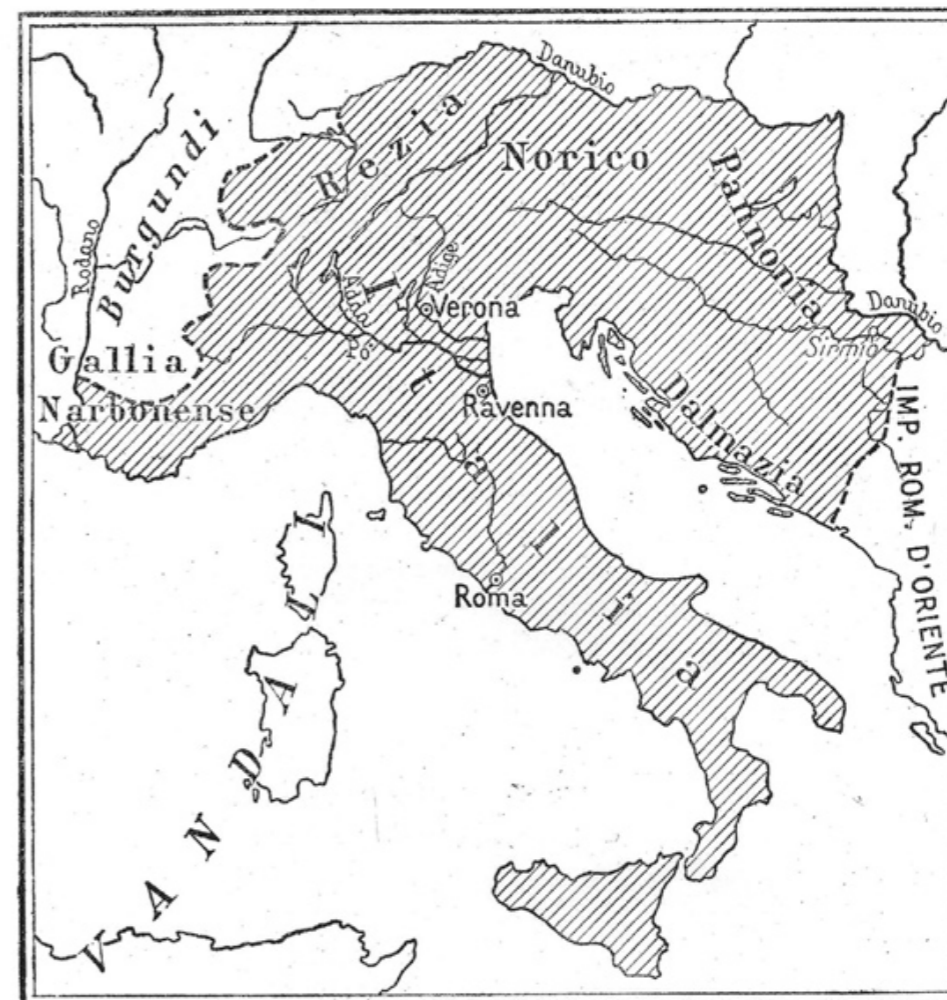 Danubio
Rezia
Norico
Pannonia
Burgundi
Rodano
Adda
Adige
Verona
Danubio
Po
Sirmio
Gallia
Narbonense
Ravenna
Dalmazia
IMP. ROM. D'ORIENTE
Italia
Roma
VANDALI